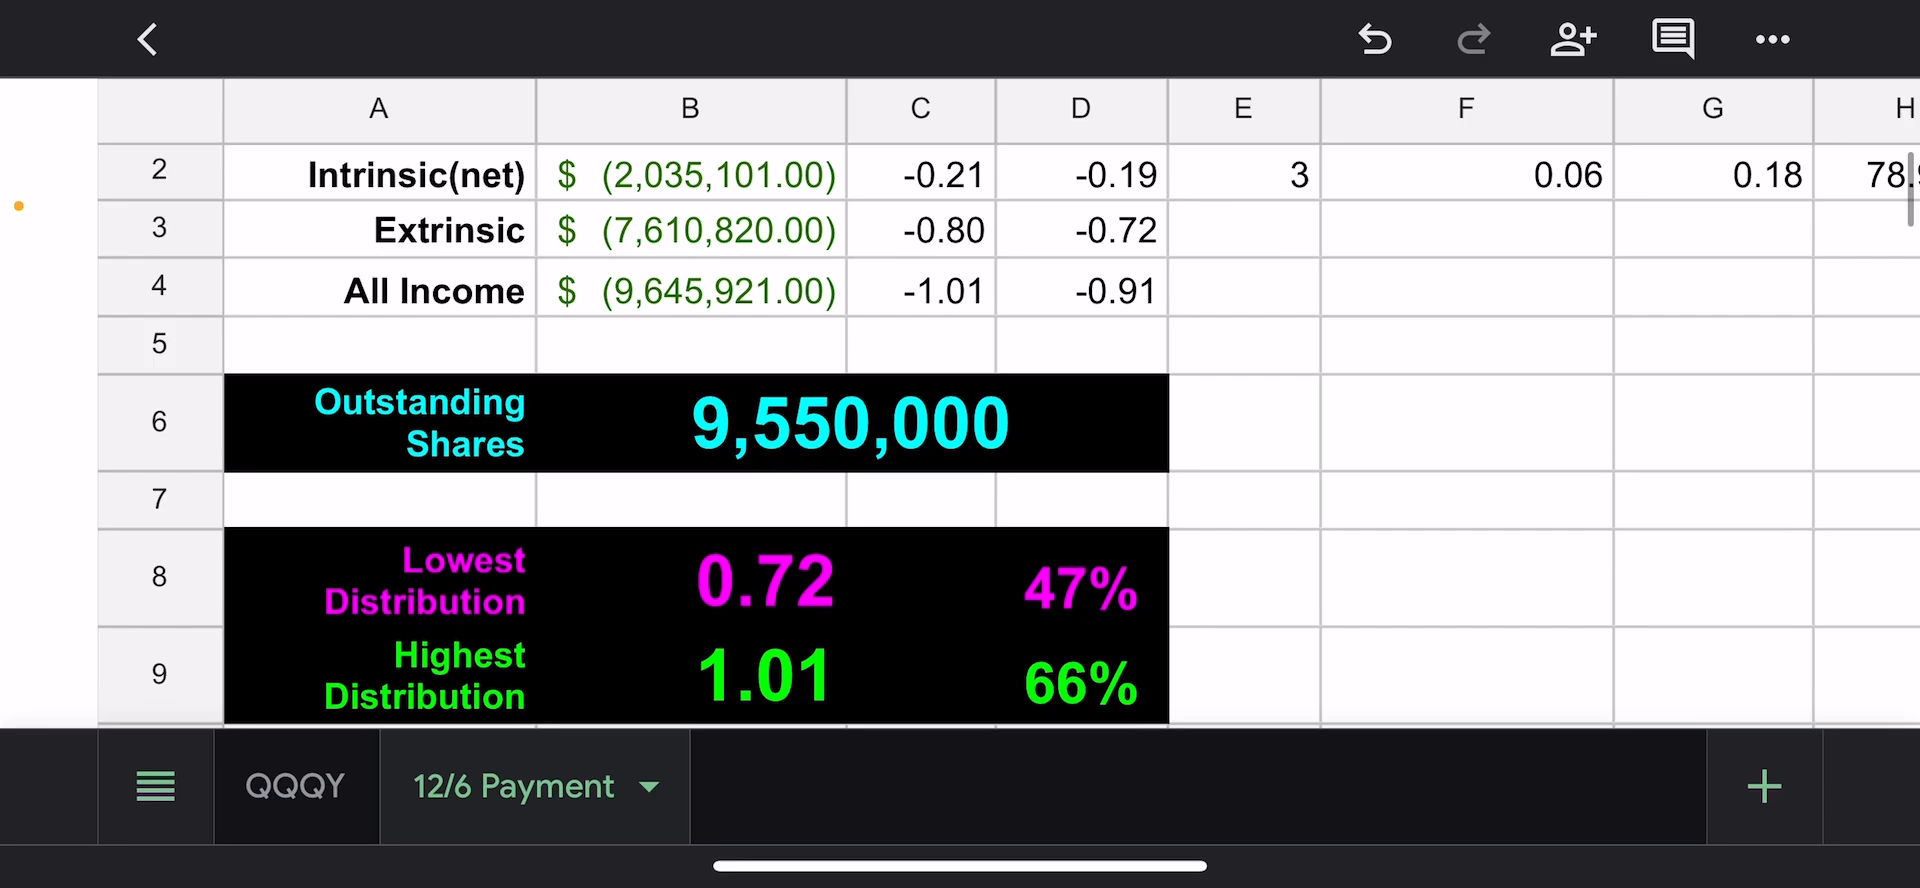 A B C D E F G H
2 Intrinsic(net) $ (2,035,101.00) -0.21 -0.19 3 0.06 0.18 78.
3 Extrinsic $ (7,610,820.00) -0.80 -0.72
4 All Income $ (9,645,921.00) -1.01 -0.91
5
6 Outstanding Shares 9,550,000
7
8 Lowest Distribution 0.72 47%
9 Highest Distribution 1.01 66%
QQQY 12/6 Payment